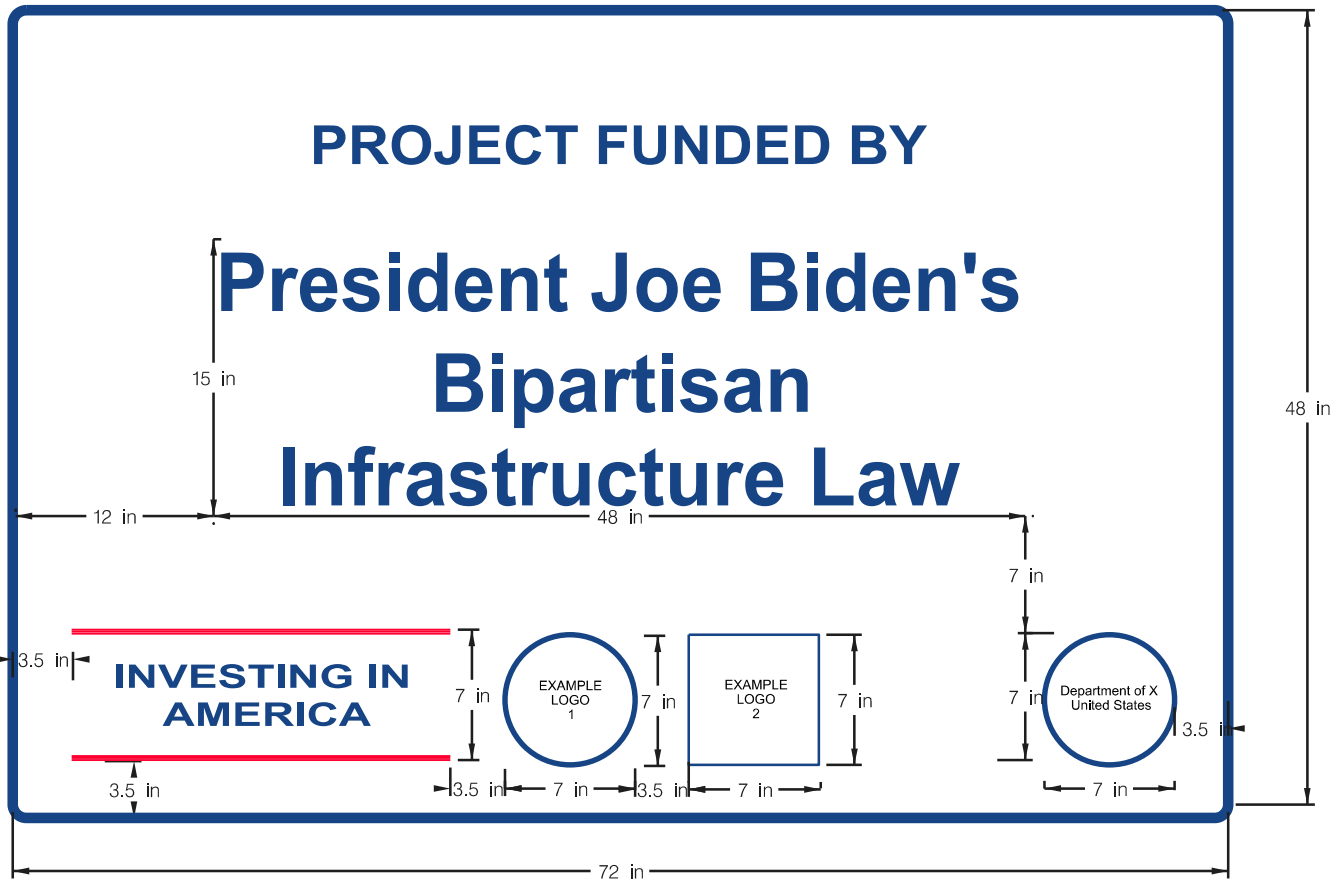 PROJECT FUNDED BY
President Joe Biden's
Bipartisan
Infrastructure Law
15 in
48 in
12 in
48 in
7 in
3.5 in
INVESTING IN
AMERICA
7 in
EXAMPLE
LOGO
1
7 in
EXAMPLE
LOGO
2
7 in
7 in
Department of X
United States
3.5 in
3.5 in
3.5 in
7 in
3.5 in
7 in
7 in
72 in